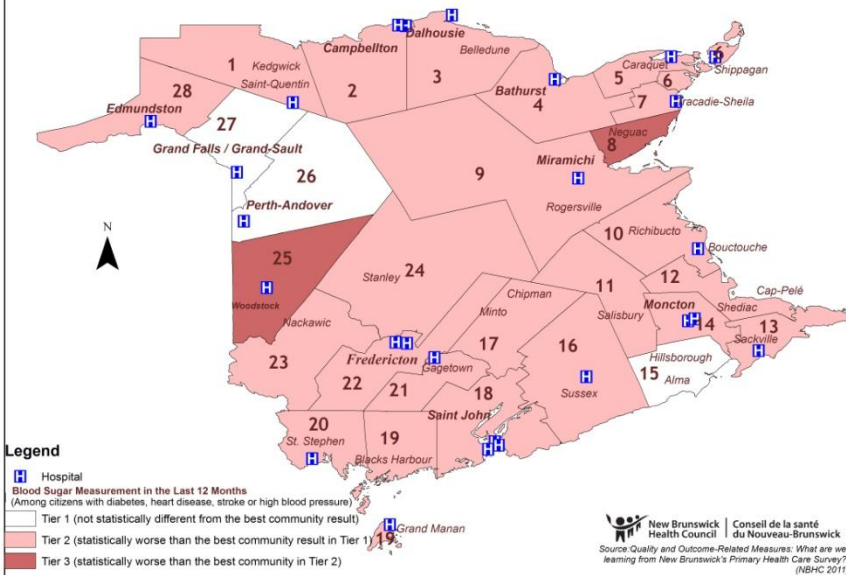 Campbellton
Dalhousie
Belledune
1
Kedgwick
Saint-Quentin
2
3
Bathurst
4
Caraquet
5
6
Shippagan
6
7
Tracadie-Sheila
Neguac
8
28
Edmundston
27
Grand Falls / Grand-Sault
26
Perth-Andover
9
Miramichi
Rogersville
N
25
Woodstock
Stanley
24
Nackawic
10
Richibucto
Bouctouche
11
12
Cap-Pelé
Shediac
Chipman
Minto
Salisbury
Moncton
14
13
Sackville
23
Fredericton
Gagetown
17
16
Hillsborough
15
Alma
22
21
18
Sussex
Saint John
20
St. Stephen
19
Blacks Harbour
Grand Manan
19
Legend
H Hospital
Blood Sugar Measurement in the Last 12 Months
(Among citizens with diabetes, heart disease, stroke or high blood pressure)
Tier 1 (not statistically different from the best community result)
Tier 2 (statistically worse than the best community result in Tier 1)
Tier 3 (statistically worse than the best community in Tier 2)
New Brunswick Health Council
Conseil de la santé du Nouveau-Brunswick
Source:Quality and Outcome-Related Measures: What are we
learning from New Brunswick's Primary Health Care Survey?
(NBHC 2011)